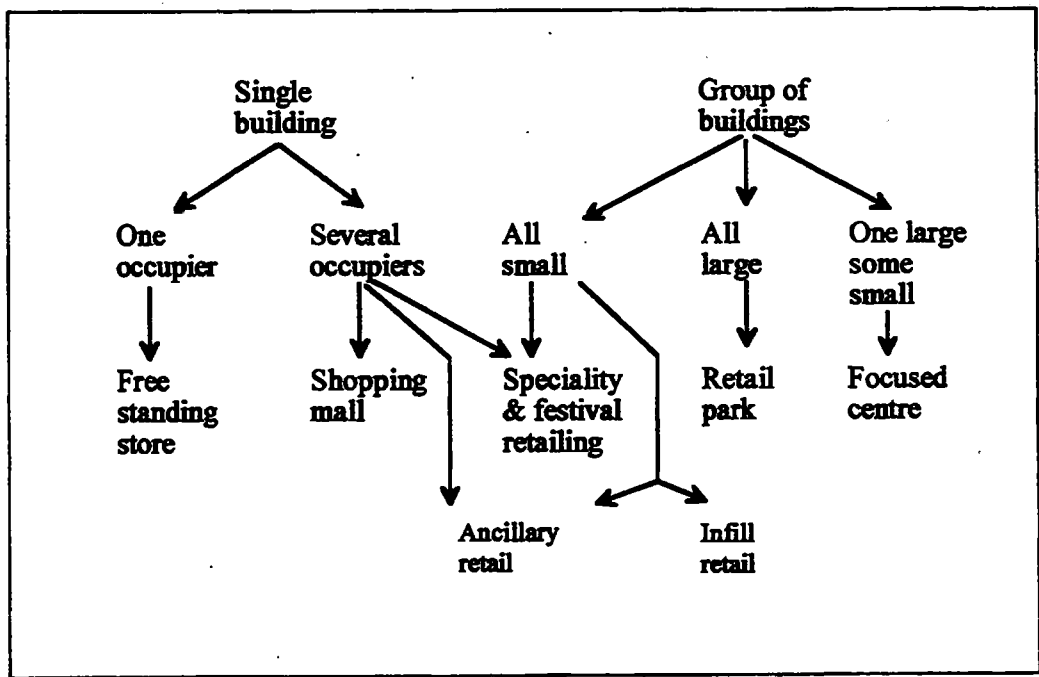 Single
building
Group of
buildings
One
occupier
Several
occupiers
All
small
All
large
One large
some
small
Free
standing
store
Shopping
mall
Speciality
& festival
retailing
Retail
park
Focused
centre
Ancillary
retail
Infill
retail